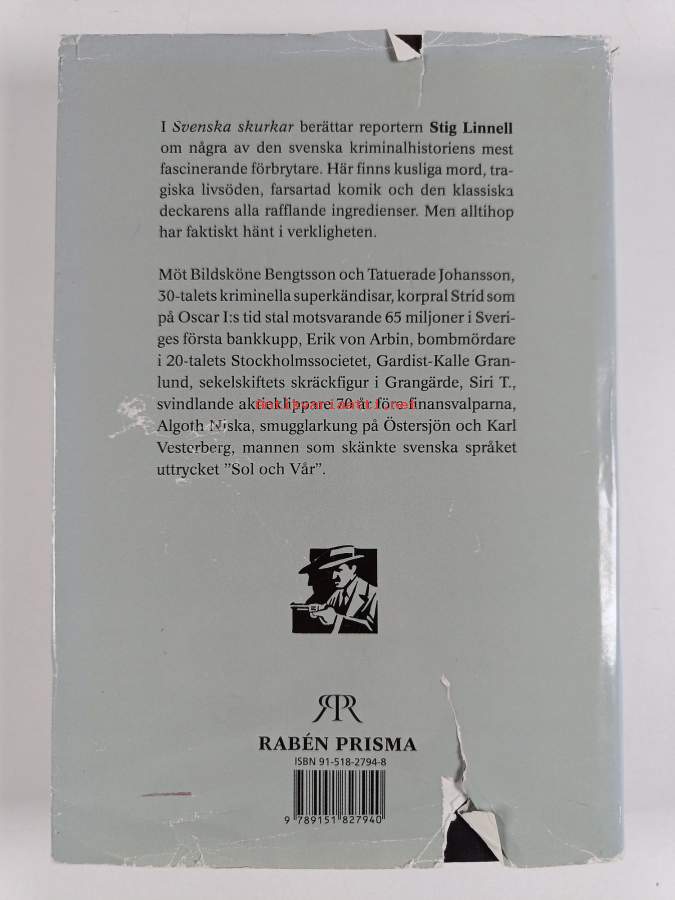 I Svenska skurkar berättar reportern Stig Linnell
om några av den svenska kriminalhistoriens mest
fascinerande förbrytare. Här finns kusliga mord, tra-
giska livsöden, farsartad komik och den klassiska
deckarens alla rafflande ingredienser. Men alltihop
har faktiskt hänt i verkligheten.
Möt Bildsköne Bengtsson och Tatuerade Johansson,
30-talets kriminella superkändisar, korpral Strid som
på Oscar I:s tid stal motsvarande 65 miljoner i Sveri-
ges första bankkupp, Erik von Arbin, bombmördare
i 20-talets Stockholmssocietet, Gardist-Kalle Gran-
lund, sekelskiftets skräckfigur i Grangärde, Siri T.,
svindlande aktieklippare 70 år före finansvalparna,
Algoth Niska, smugglarkung på Östersjön och Karl
Vesterberg, mannen som skänkte svenska språket
uttrycket ”Sol och Vår”.
RABÉN PRISMA
ISBN 91-518-2794-8
9 789151 827940